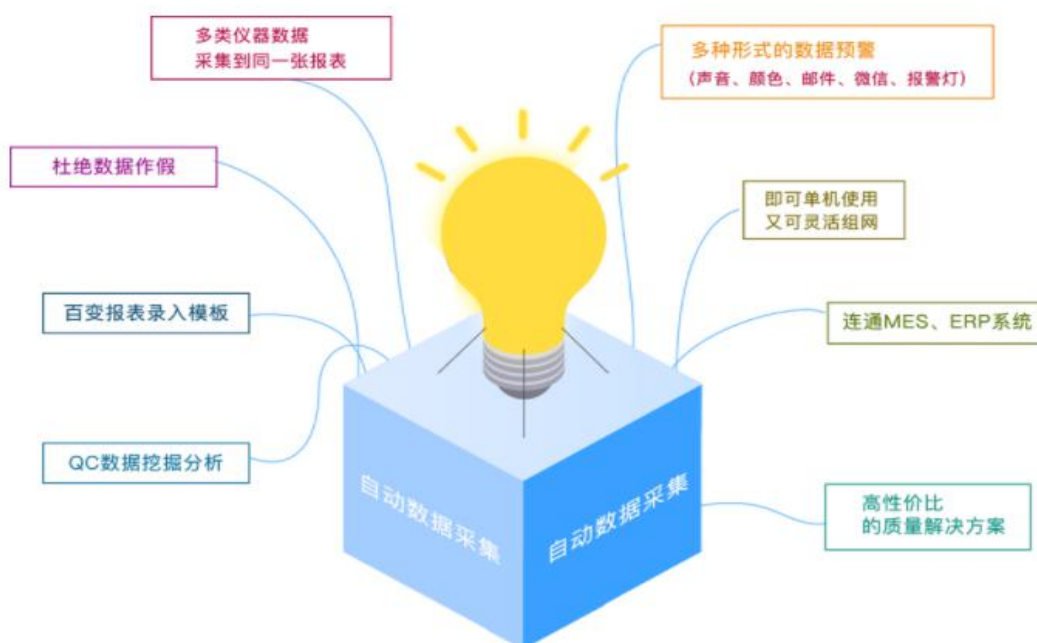 多类仪器数据
采集到同一张报表
多种形式的数据预警
（声音、颜色、邮件、微信、报警灯）
杜绝数据作假
即可单机使用
又可灵活组网
百变报表录入模板
连通MES、ERP系统
QC数据挖掘分析
高性价比
的质量解决方案
自动数据采集
自动数据采集